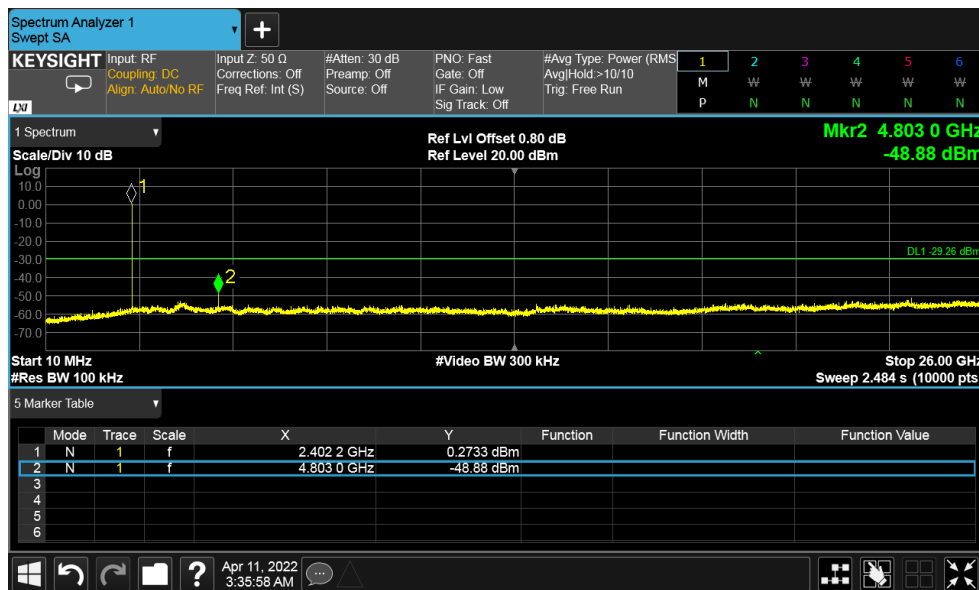 Spectrum Analyzer 1
Swept SA
+
KEYSIGHT
LXI
Input: RF
Coupling: DC
Align: Auto/No RF
Input Z: 50 Ω
Corrections: Off
Freq Ref: Int (S)
#Atten: 30 dB
Preamp: Off
Source: Off
PNO: Fast
Gate: Off
IF Gain: Low
Sig Track: Off
#Avg Type: Power (RMS
Avg|Hold:>10/10
Trig: Free Run
1 2 3 4 5 6
M W W W W W
P N N N N N
1 Spectrum
Scale/Div 10 dB
Ref Lvl Offset 0.80 dB
Ref Level 20.00 dBm
Mkr2 4.803 0 GHz
-48.88 dBm
Log
10.0
0.00
-10.0
-20.0
-30.0
-40.0
-50.0
-60.0
-70.0
1
2
DL1 -29.26 dBm
Start 10 MHz
#Res BW 100 kHz
#Video BW 300 kHz
Stop 26.00 GHz
Sweep 2.484 s (10000 pts
5 Marker Table
Mode Trace Scale X Y Function Function Width Function Value
1 N 1 f 2.402 2 GHz 0.2733 dBm
2 N 1 f 4.803 0 GHz -48.88 dBm
3
4
5
6
?
Apr 11, 2022
3:35:58 AM